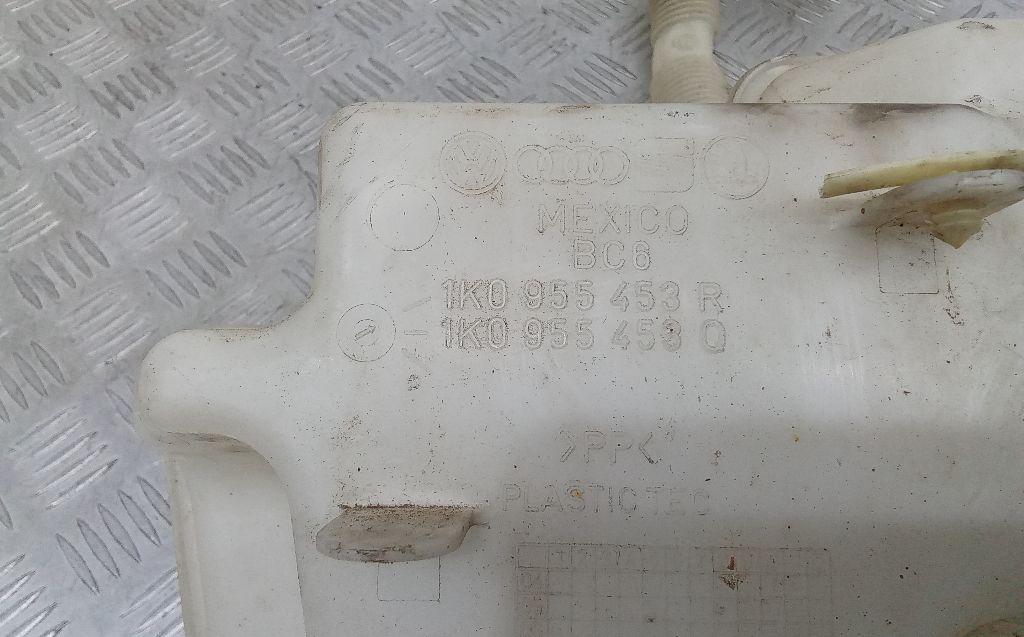 MEXICO
BC6
1K0 955 453 R
1K0 955 453 Q
>PP<
PLASTIC TEC